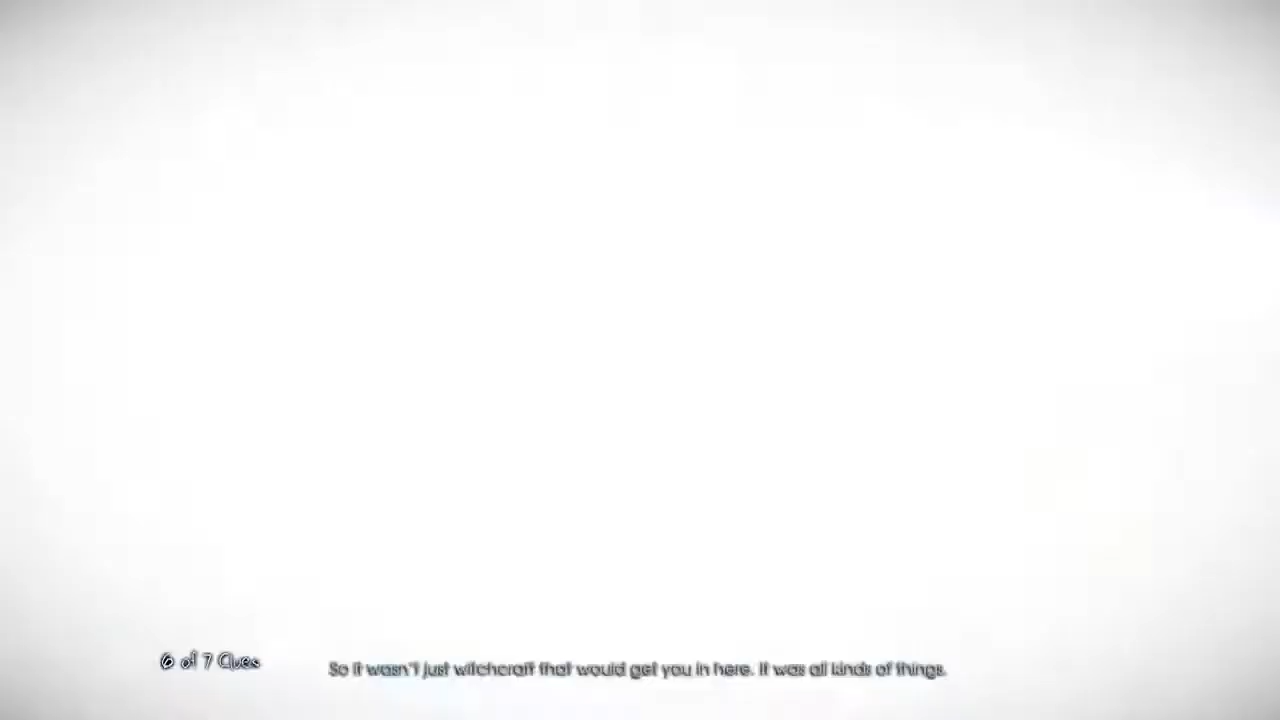 6 of 7 Clues
So it wasn't just witchcraft that would get you in here. It was all kinds of things.